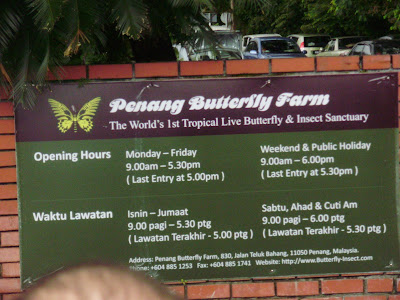 Penang Butterfly Farm
The World's 1st Tropical Live Butterfly & Insect Sanctuary
Opening Hours
Monday – Friday
9.00am – 5.30pm
( Last Entry at 5.00pm )
Weekend & Public Holiday
9.00am – 6.00pm
( Last Entry at 5.30pm )
Waktu Lawatan
Isnin – Jumaat
9.00 pagi – 5.30 ptg
( Lawatan Terakhir - 5.00 ptg )
Sabtu, Ahad & Cuti Am
9.00 pagi – 6.00 ptg
( Lawatan Terakhir - 5.30 ptg )
Address: Penang Butterfly Farm, 830, Jalan Teluk Bahang, 11050 Penang, Malaysia.
Phone: +604 885 1253 Fax: +604 885 1741 Website: http://www.Butterfly-Insect.com